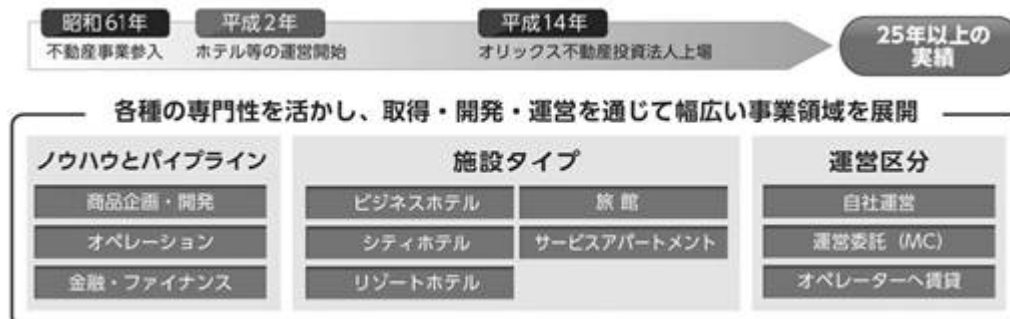 昭和61年
平成2年
平成14年
不動産事業参入
ホテル等の運営開始
オリックス不動産投資法人上場
25年以上の
実績
各種の専門性を活かし、取得・開発・運営を通じて幅広い事業領域を展開
ノウハウとパイプライン
商品企画・開発
オペレーション
金融・ファイナンス
施設タイプ
ビジネスホテル
旅館
シティホテル
サービスアパートメント
リゾートホテル
運営区分
自社運営
運営委託（MC）
オペレーターへ賃貸